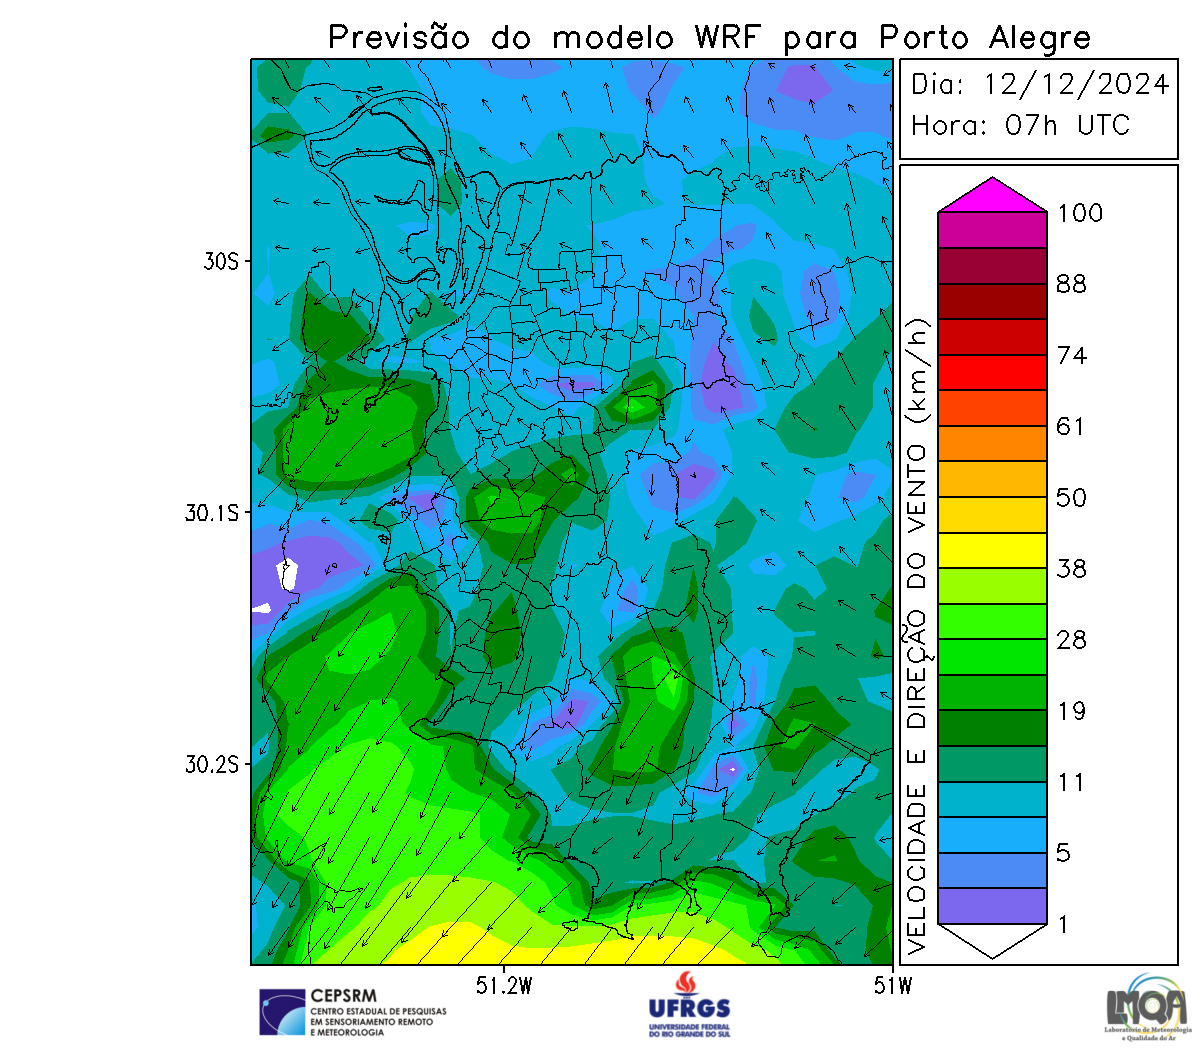 Previsão do modelo WRF para Porto Alegre
Dia: 12/12/2024
Hora: 07h UTC
30S
30.1S
30.2S
51.2W
51W
VELOCIDADE E DIREÇÃO DO VENTO (km/h)
100
88
74
61
50
38
28
19
11
5
1
CEPSRM
CENTRO ESTADUAL DE PESQUISAS
EM SENSORIAMENTO REMOTO
E METEOROLOGIA
UFRGS
UNIVERSIDADE FEDERAL
DO RIO GRANDE DO SUL
LMQA
Laboratório de Meteorologia
e Qualidade do Ar